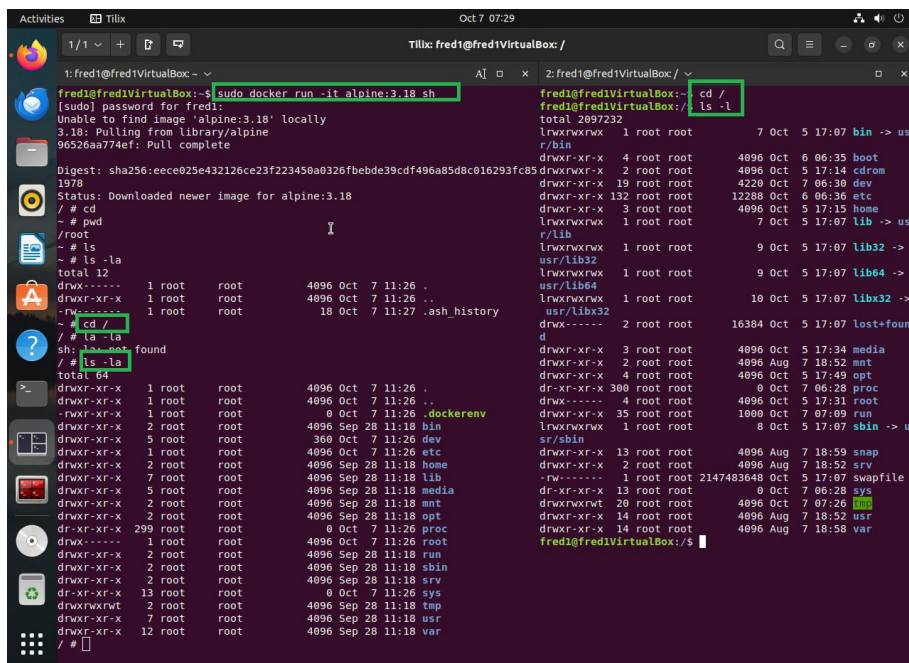 Activities Tilix Oct 7 07:29
1/1 Tilix: fred1@fred1VirtualBox: /
1: fred1@fred1VirtualBox: ~
fred1@fred1VirtualBox:~$ sudo docker run -it alpine:3.18 sh
[sudo] password for fred1:
Unable to find image 'alpine:3.18' locally
3.18: Pulling from library/alpine
96526aa774ef: Pull complete
Digest: sha256:eece025e432126ce23f223450a0326fbebde39cdf496a85d8c016293fc85
1978
Status: Downloaded newer image for alpine:3.18
/ # cd
~ # pwd
/root
~ # ls
~ # ls -la
total 12
drwx------ 1 root root 4096 Oct 7 11:26 .
drwxr-xr-x 1 root root 4096 Oct 7 11:26 ..
-rw------- 1 root root 18 Oct 7 11:27 .ash_history
~ # cd /
/ # la -la
sh: la: not found
/ # ls -la
total 64
drwxr-xr-x 1 root root 4096 Oct 7 11:26 .
drwxr-xr-x 1 root root 4096 Oct 7 11:26 ..
-rwxr-xr-x 1 root root 0 Oct 7 11:26 .dockerenv
drwxr-xr-x 2 root root 4096 Sep 28 11:18 bin
drwxr-xr-x 5 root root 360 Oct 7 11:26 dev
drwxr-xr-x 1 root root 4096 Oct 7 11:26 etc
drwxr-xr-x 2 root root 4096 Sep 28 11:18 home
drwxr-xr-x 7 root root 4096 Sep 28 11:18 lib
drwxr-xr-x 5 root root 4096 Sep 28 11:18 media
drwxr-xr-x 2 root root 4096 Sep 28 11:18 mnt
drwxr-xr-x 2 root root 4096 Sep 28 11:18 opt
dr-xr-xr-x 299 root root 0 Oct 7 11:26 proc
drwx------ 1 root root 4096 Oct 7 11:26 root
drwxr-xr-x 2 root root 4096 Sep 28 11:18 run
drwxr-xr-x 2 root root 4096 Sep 28 11:18 sbin
drwxr-xr-x 2 root root 4096 Sep 28 11:18 srv
dr-xr-xr-x 13 root root 0 Oct 7 11:26 sys
drwxrwxrwt 2 root root 4096 Sep 28 11:18 tmp
drwxr-xr-x 7 root root 4096 Sep 28 11:18 usr
drwxr-xr-x 12 root root 4096 Sep 28 11:18 var
/ #
2: fred1@fred1VirtualBox: /
fred1@fred1VirtualBox:~$ cd /
fred1@fred1VirtualBox:/$ ls -l
total 2097232
lrwxrwxrwx 1 root root 7 Oct 5 17:07 bin -> us
r/bin
drwxr-xr-x 4 root root 4096 Oct 6 06:35 boot
drwxrwxr-x 2 root root 4096 Oct 5 17:14 cdrom
drwxr-xr-x 19 root root 4220 Oct 7 06:30 dev
drwxr-xr-x 132 root root 12288 Oct 6 06:36 etc
drwxr-xr-x 3 root root 4096 Oct 5 17:15 home
lrwxrwxrwx 1 root root 7 Oct 5 17:07 lib -> us
r/lib
lrwxrwxrwx 1 root root 9 Oct 5 17:07 lib32 ->
usr/lib32
lrwxrwxrwx 1 root root 9 Oct 5 17:07 lib64 ->
usr/lib64
lrwxrwxrwx 1 root root 10 Oct 5 17:07 libx32 ->
usr/libx32
drwx------ 2 root root 16384 Oct 5 17:07 lost+foun
d
drwxr-xr-x 3 root root 4096 Oct 5 17:34 media
drwxr-xr-x 2 root root 4096 Aug 7 18:52 mnt
drwxr-xr-x 4 root root 4096 Oct 5 17:49 opt
dr-xr-xr-x 300 root root 0 Oct 7 06:28 proc
drwx------ 4 root root 4096 Oct 5 17:31 root
drwxr-xr-x 35 root root 1000 Oct 7 07:09 run
lrwxrwxrwx 1 root root 8 Oct 5 17:07 sbin -> u
sr/sbin
drwxr-xr-x 13 root root 4096 Aug 7 18:59 snap
drwxr-xr-x 2 root root 4096 Aug 7 18:52 srv
-rw------- 1 root root 2147483648 Oct 5 17:07 swapfile
dr-xr-xr-x 13 root root 0 Oct 7 06:28 sys
drwxrwxrwt 20 root root 4096 Oct 7 07:26 tmp
drwxr-xr-x 14 root root 4096 Aug 7 18:52 usr
drwxr-xr-x 14 root root 4096 Aug 7 18:58 var
fred1@fred1VirtualBox:/$